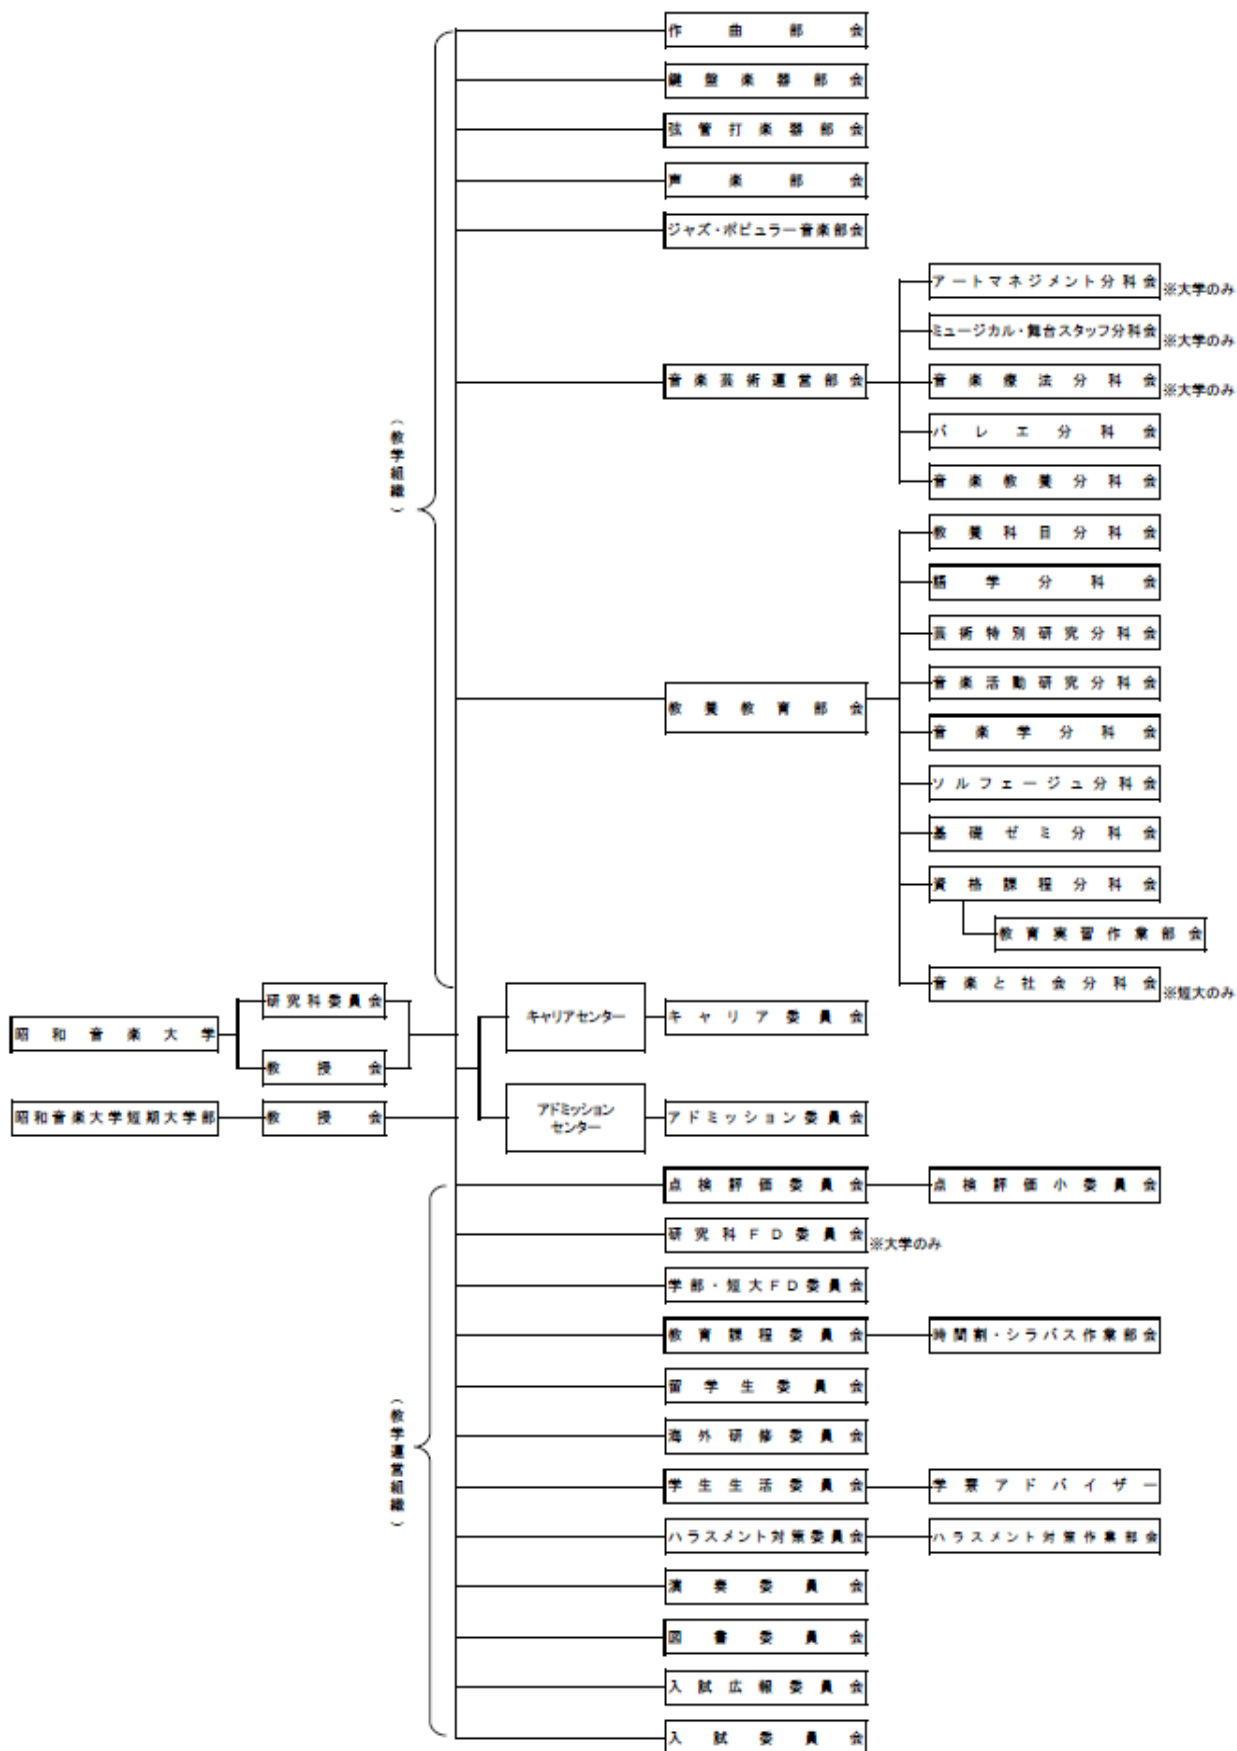 作曲部会
鍵盤楽器部会
弦管打楽器部会
声楽部会
ジャズ・ポピュラー音楽部会
アートマネジメント分科会 ※大学のみ
ミュージカル・舞台スタッフ分科会 ※大学のみ
音楽芸術運営部会
音楽療法分科会 ※大学のみ
バレエ分科会
音楽教養分科会
（教学組織）
教養科目分科会
語学分科会
芸術特別研究分科会
音楽活動研究分科会
教養教育部会
音楽学分科会
ソルフェージュ分科会
基礎ゼミ分科会
資格課程分科会
教育実習作業部会
音楽と社会分科会 ※短大のみ
昭和音楽大学
研究科委員会
教授会
昭和音楽大学短期大学部
教授会
キャリアセンター
キャリア委員会
アドミッション
センター
アドミッション委員会
（教学運営組織）
点検評価委員会
点検評価小委員会
研究科ＦＤ委員会 ※大学のみ
学部・短大ＦＤ委員会
教育課程委員会
時間割・シラバス作業部会
留学生委員会
海外研修委員会
学生生活委員会
学寮アドバイザー
ハラスメント対策委員会
ハラスメント対策作業部会
演奏委員会
図書委員会
入試広報委員会
入試委員会